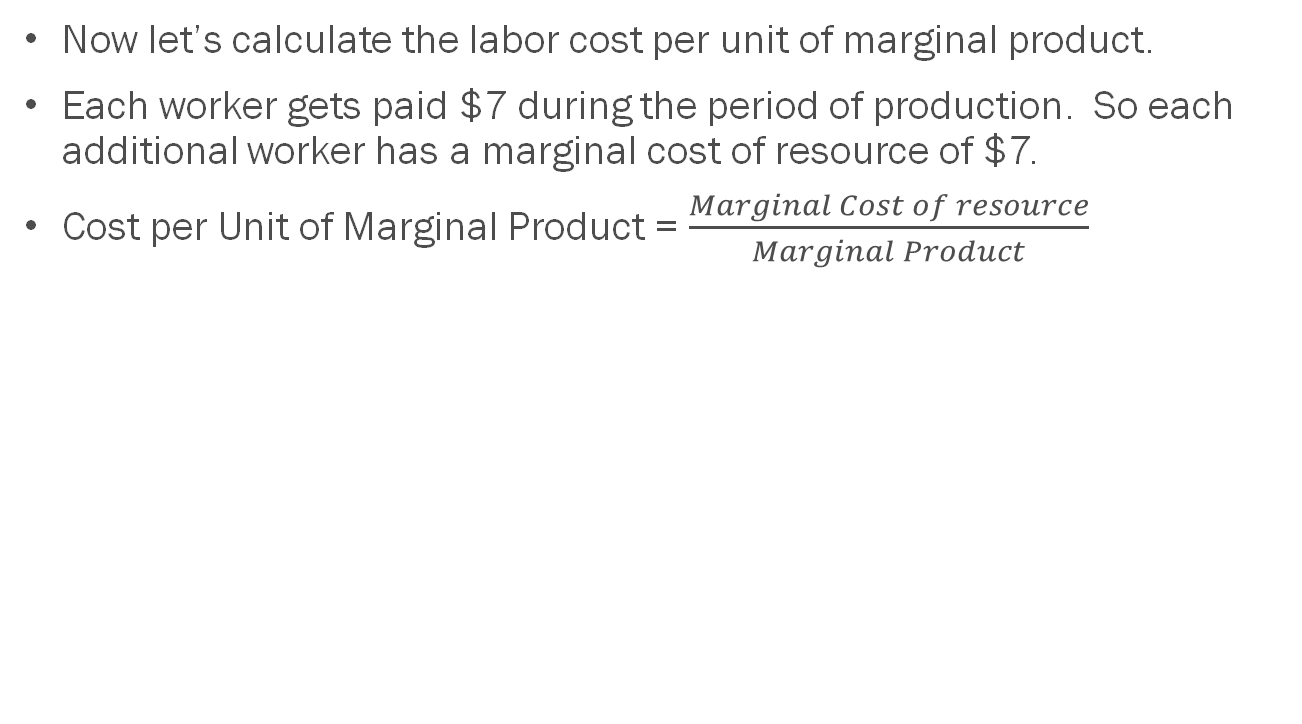 • Now let’s calculate the labor cost per unit of marginal product.
• Each worker gets paid $7 during the period of production.  So each
additional worker has a marginal cost of resource of $7.
• Cost per Unit of Marginal Product = Marginal Cost of resource
Marginal Product